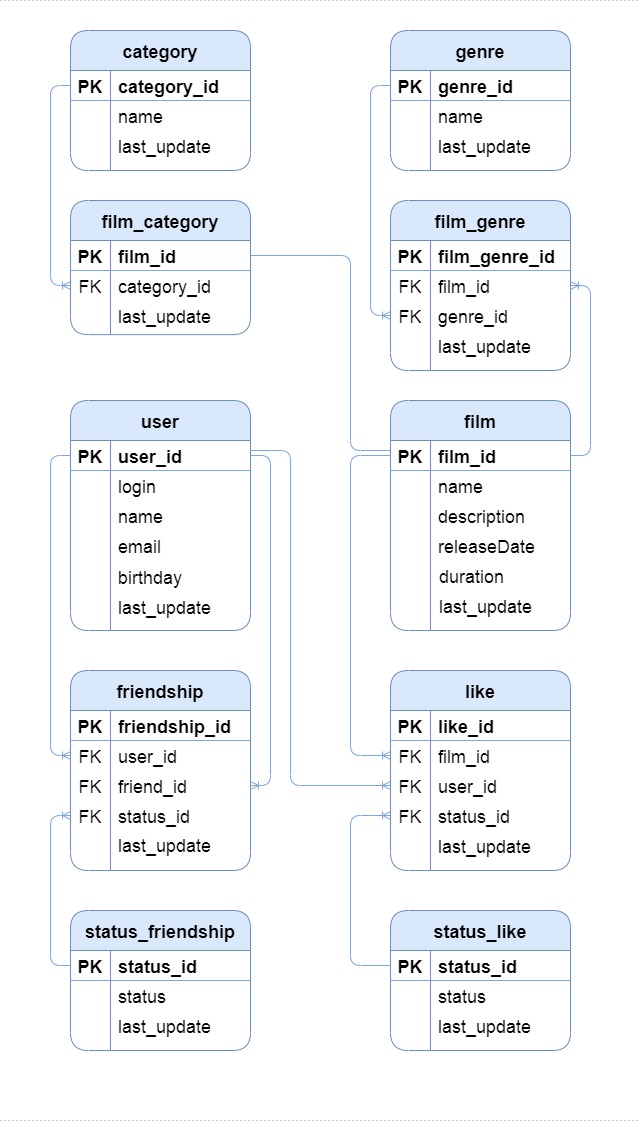 category
PK category_id
name
last_update
genre
PK genre_id
name
last_update
film_category
PK film_id
FK category_id
last_update
film_genre
PK film_genre_id
FK film_id
FK genre_id
last_update
user
PK user_id
login
name
email
birthday
last_update
film
PK film_id
name
description
releaseDate
duration
last_update
friendship
PK friendship_id
FK user_id
FK friend_id
FK status_id
last_update
like
PK like_id
FK film_id
FK user_id
FK status_id
last_update
status_friendship
PK status_id
status
last_update
status_like
PK status_id
status
last_update